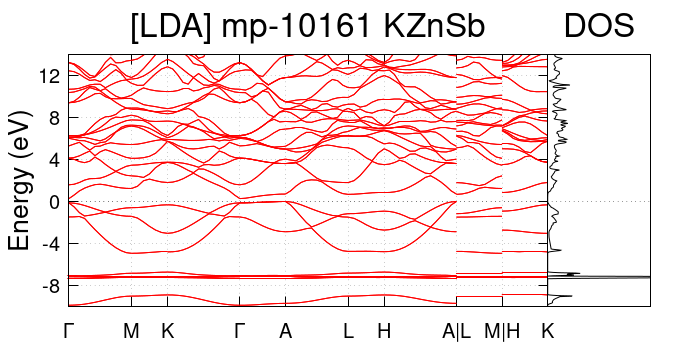 [LDA] mp-10161 KZnSb DOS
Energy (eV)
12
8
4
0
-4
-8
Γ M K Γ A L H A|L M|H K